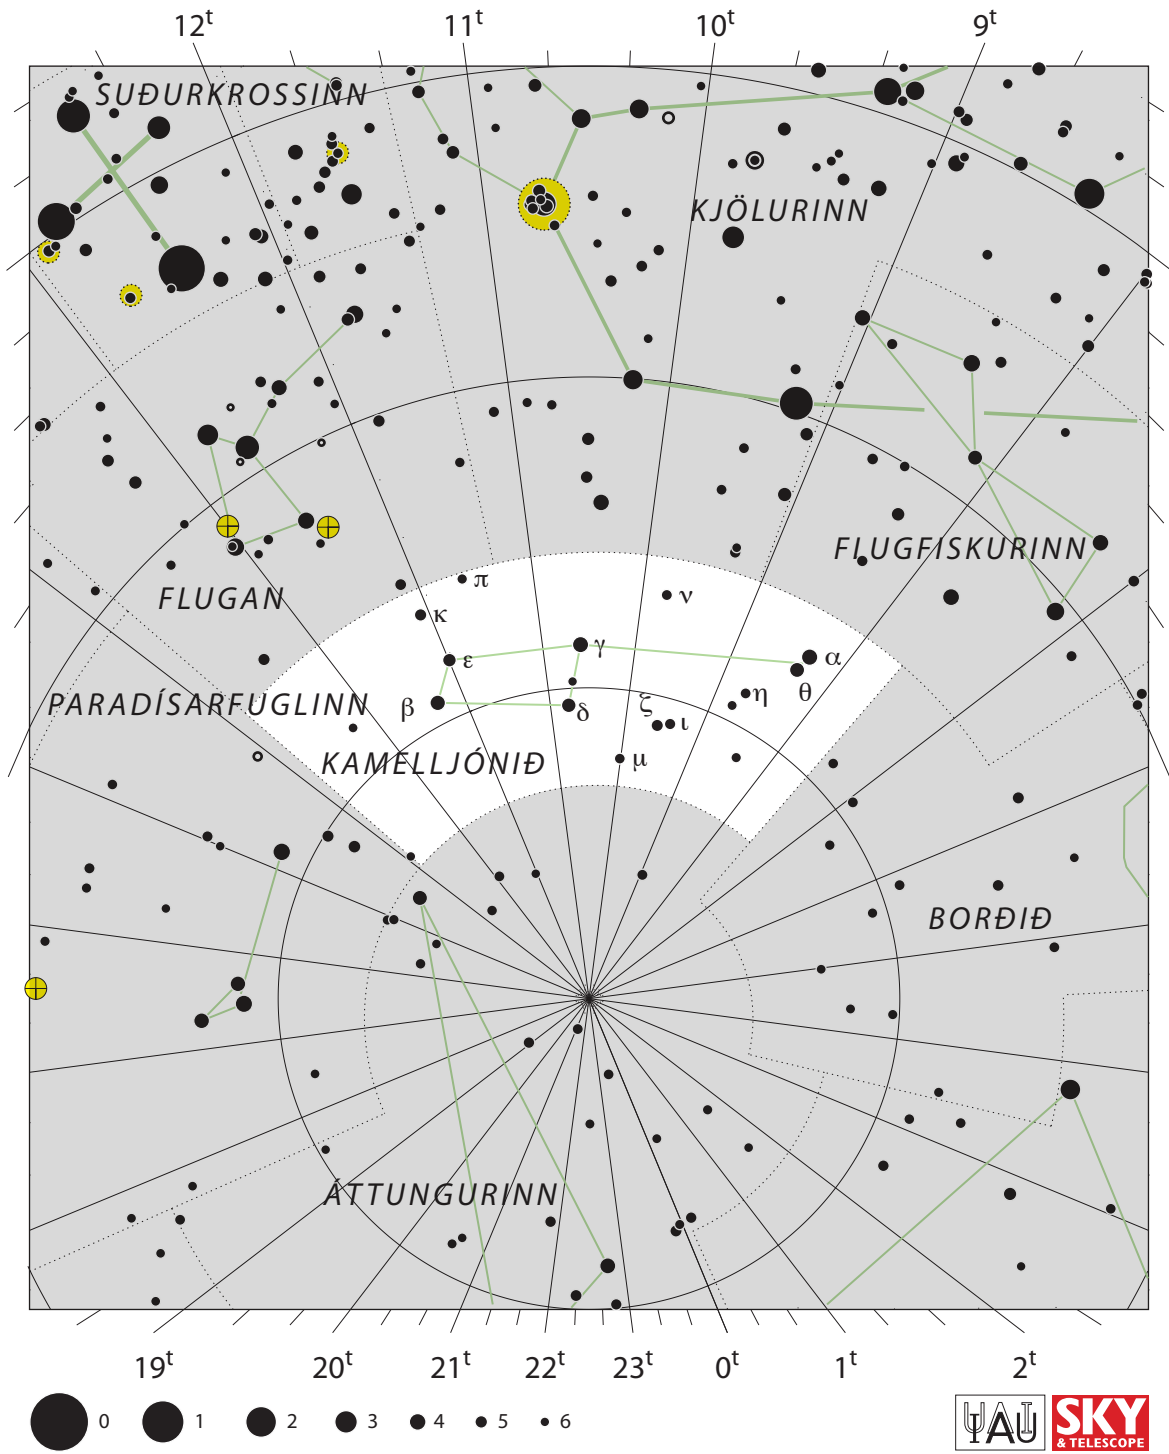 12ᵗ 11ᵗ 10ᵗ 9ᵗ
SUÐURKROSSINN
KJÖLURINN
FLUGFISKURINN
FLUGAN
π
ν
κ
γ
ε
α
θ
η
β
δ
ζ
ι
PARADÍSARFUGLINN
KAMELLJÓNIÐ
μ
BORÐIÐ
ÁTTUNGURINN
19ᵗ 20ᵗ 21ᵗ 22ᵗ 23ᵗ 0ᵗ 1ᵗ 2ᵗ
0 1 2 3 4 5 6
IAU
SKY
& TELESCOPE